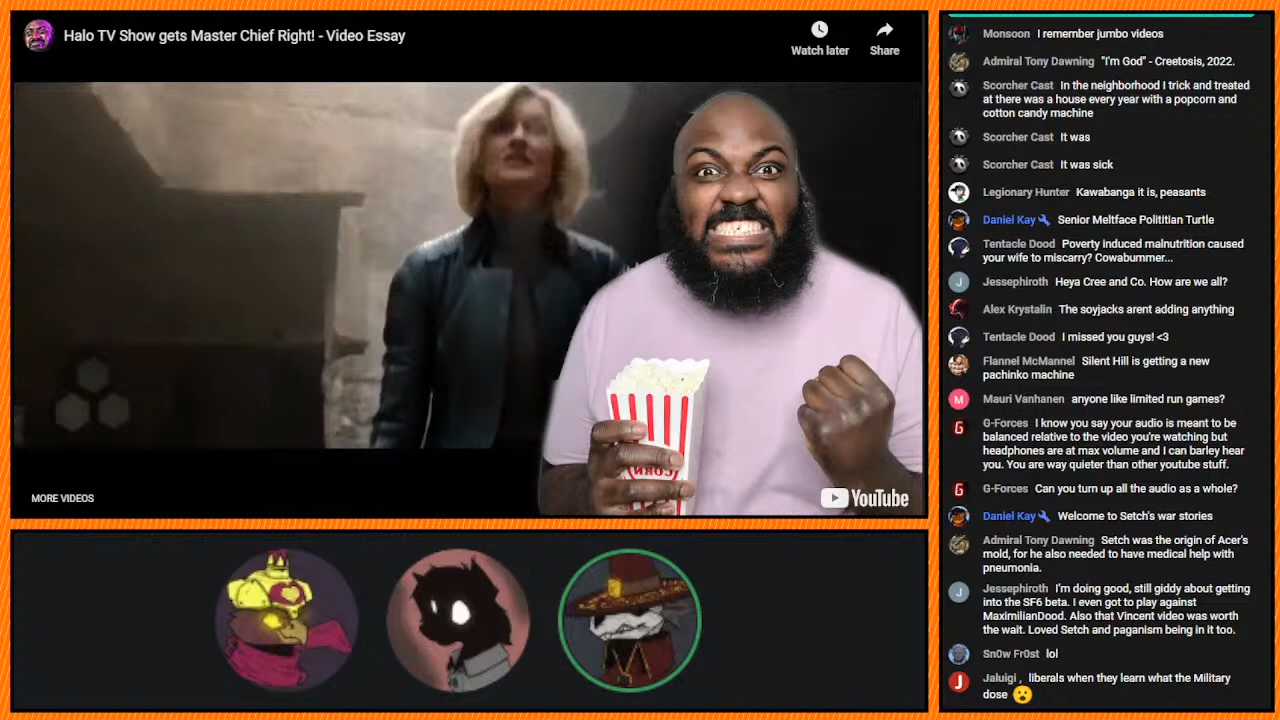 Halo TV Show gets Master Chief Right! - Video Essay
Watch later
Share
MORE VIDEOS
YouTube
Monsoon I remember jumbo videos
Admiral Tony Dawning "I'm God" - Creetosis, 2022.
Scorcher Cast In the neighborhood I trick and treated
at there was a house every year with a popcorn and
cotton candy machine
Scorcher Cast It was
Scorcher Cast It was sick
Legionary Hunter Kawabanga it is, peasants
Daniel Kay Senior Meltface Polititian Turtle
Tentacle Dood Poverty induced malnutrition caused
your wife to miscarry? Cowabummer...
J
Jessephiroth Heya Cree and Co. How are we all?
Alex Krystalin The soyjacks arent adding anything
Tentacle Dood I missed you guys! <3
Flannel McMannel Silent Hill is getting a new
pachinko machine
M
Mauri Vanhanen anyone like limited run games?
G
G-Forces I know you say your audio is meant to be
balanced relative to the video you're watching but
headphones are at max volume and I can barley hear
you. You are way quieter than other youtube stuff.
G
G-Forces Can you turn up all the audio as a whole?
Daniel Kay Welcome to Setch's war stories
Admiral Tony Dawning Setch was the origin of Acer's
mold, for he also needed to have medical help with
pneumonia.
J
Jessephiroth I'm doing good, still giddy about getting
into the SF6 beta. I even got to play against
MaximilianDood. Also that Vincent video was worth
the wait. Loved Setch and paganism being in it too.
Sn0w Fr0st lol
J
Jaluigi , liberals when they learn what the Military
dose 😮